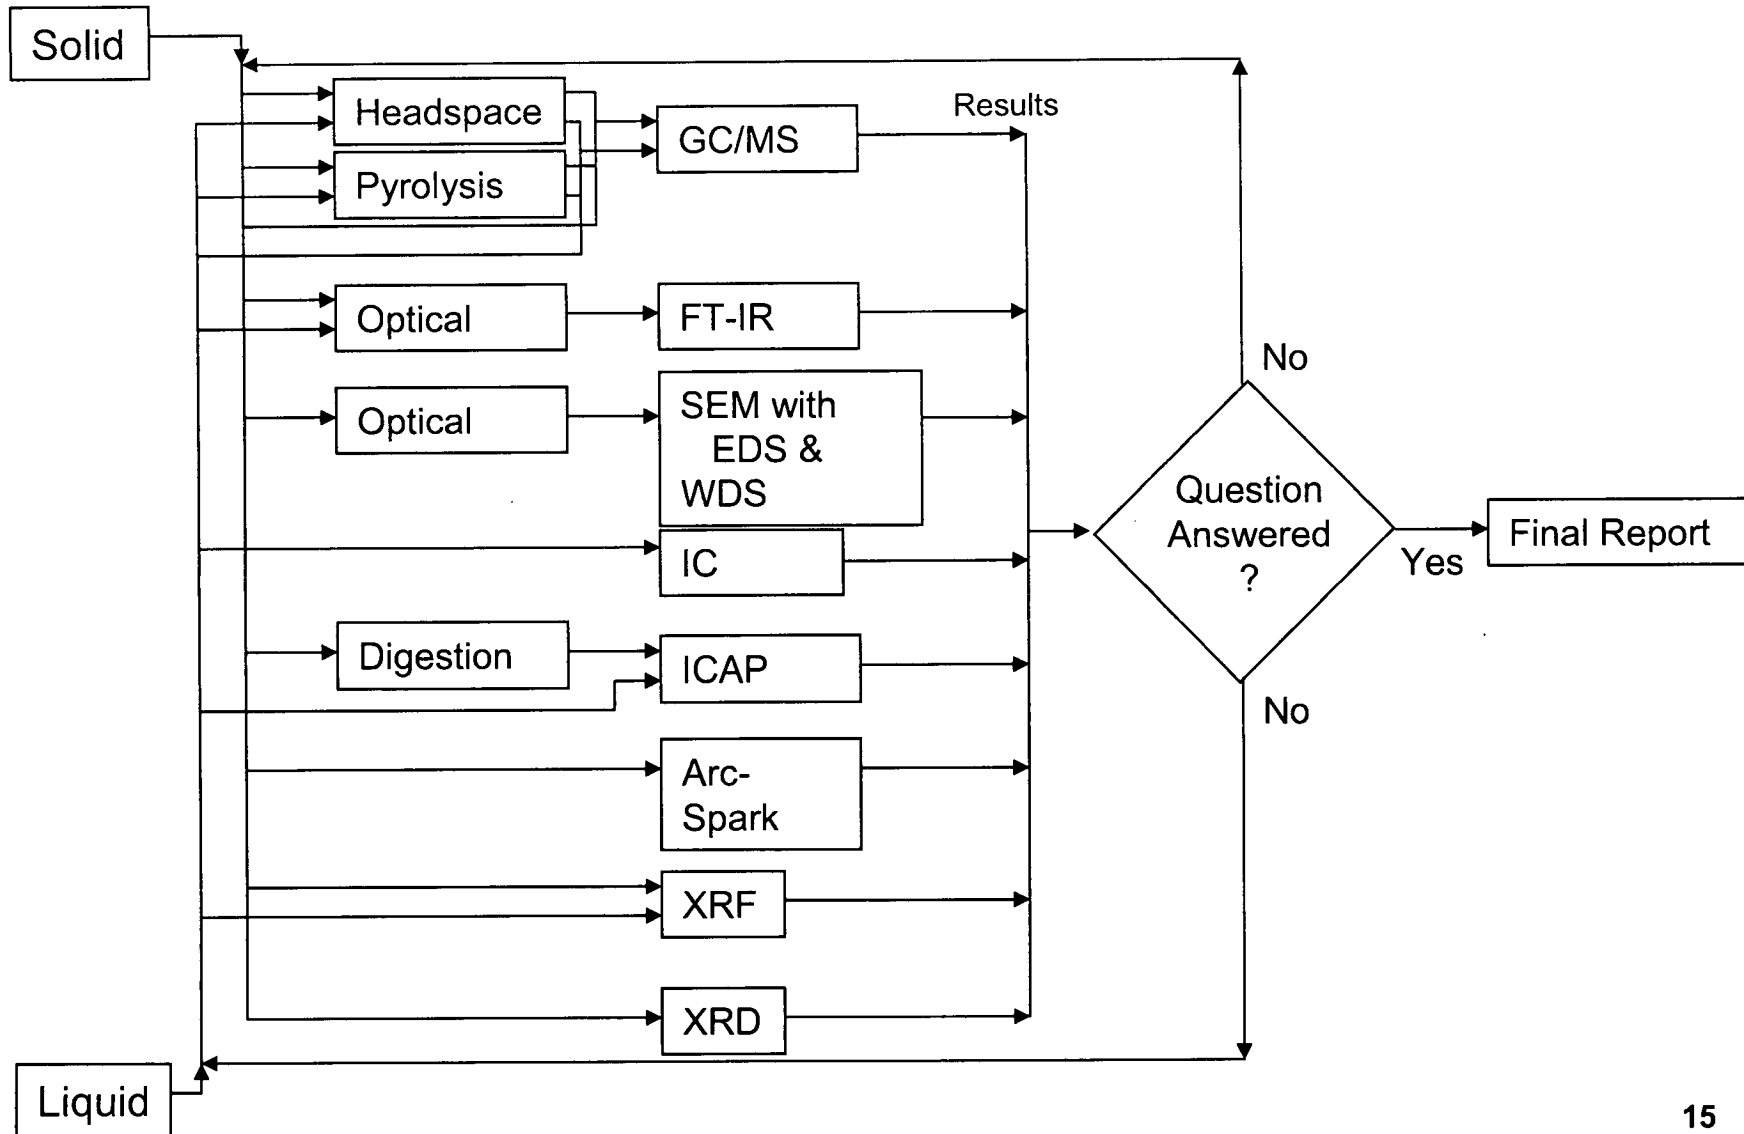 Solid
Headspace
Pyrolysis
GC/MS
Results
Optical
FT-IR
Optical
SEM with
EDS &
WDS
IC
Digestion
ICAP
Arc-
Spark
XRF
XRD
Liquid
No
Question
Answered
?
No
Yes
Final Report
15